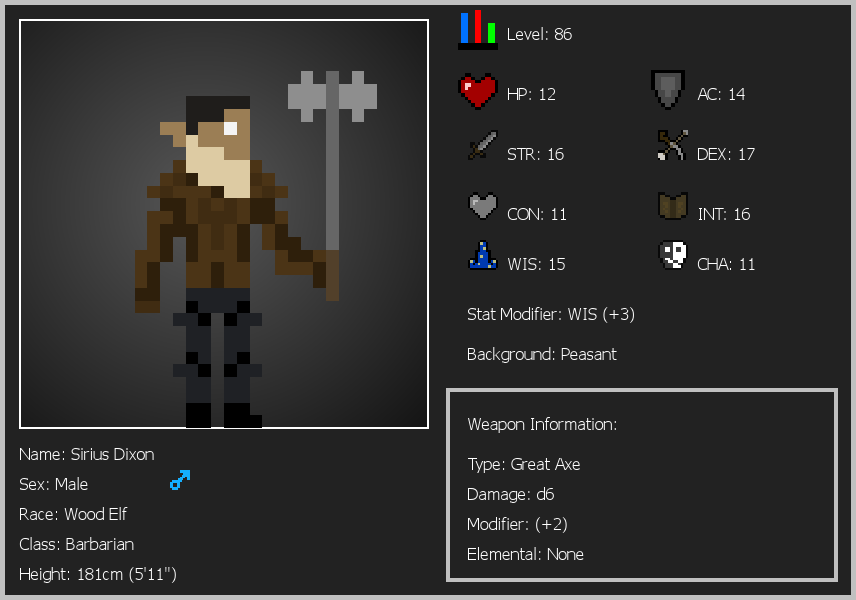 Level: 86
HP: 12
AC: 14
STR: 16
DEX: 17
CON: 11
INT: 16
WIS: 15
CHA: 11
Stat Modifier: WIS (+3)
Background: Peasant
Weapon Information:
Type: Great Axe
Damage: d6
Modifier: (+2)
Elemental: None
Name: Sirius Dixon
Sex: Male
Race: Wood Elf
Class: Barbarian
Height: 181cm (5'11")